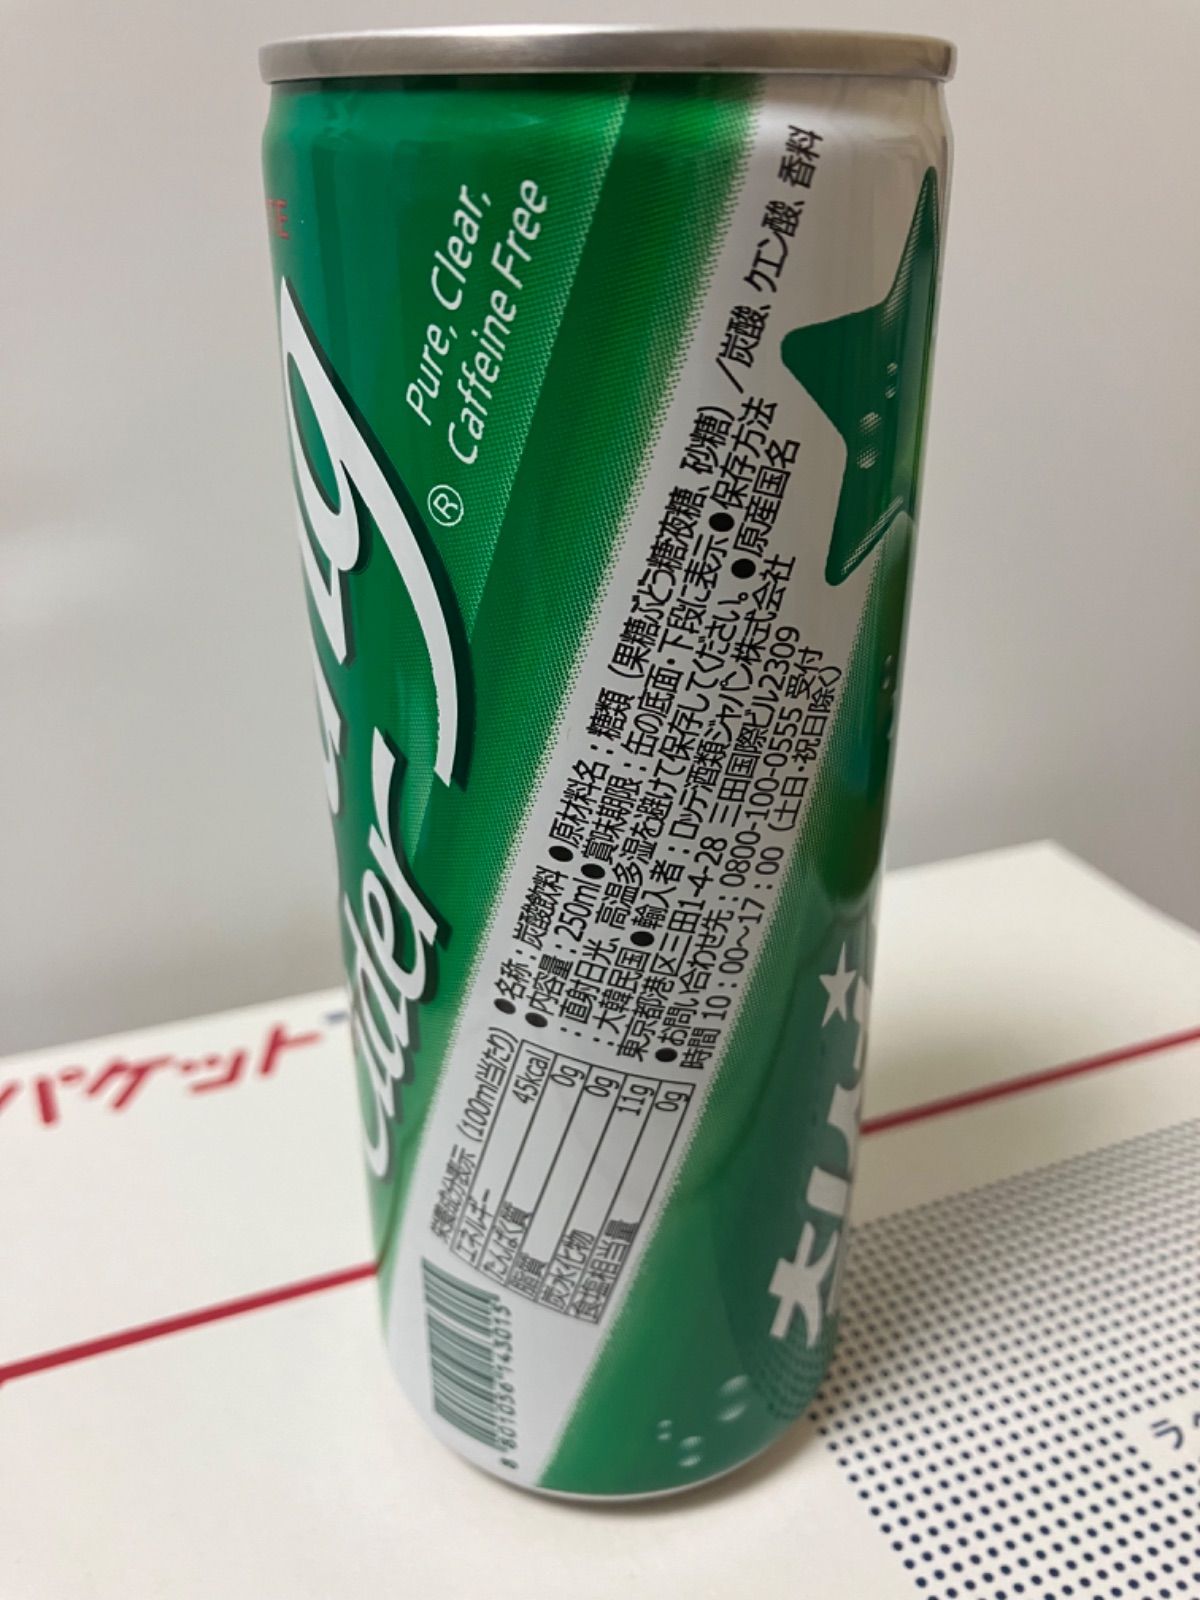 Pure, Clear,
Caffeine Free
®
Cider
●名称：炭酸飲料 ●原材料名：糖類（果糖ぶどう糖液糖、砂糖）／炭酸、クエン酸、香料
●内容量：250ml●賞味期限：缶の底面・下段に表示●保存方法
：直射日光、高温多湿を避けて保存してください。●原産国名
：大韓民国●輸入者：ロッテ酒類ジャパン株式会社
東京都港区三田1-4-28 三田国際ビル2309
●お問い合わせ先：0800-100-0555 受付
時間 10：00〜17：00（土日・祝日除く）
栄養成分表示（100ml当たり）
エネルギー 45kcal
たんぱく質 0g
脂質 0g
炭水化物 11g
食塩相当量 0g
8 801056 143015
パケット
ラ